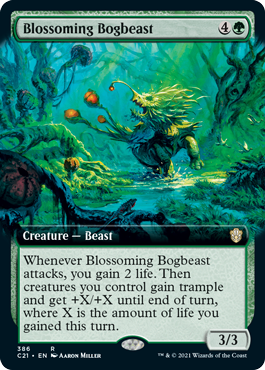 Blossoming Bogbeast 4
Creature — Beast
Whenever Blossoming Bogbeast
attacks, you gain 2 life. Then
creatures you control gain trample
and get +X/+X until end of turn,
where X is the amount of life you
gained this turn.
3/3
386 R
C21 • EN Aaron Miller ™ & © 2021 Wizards of the Coast